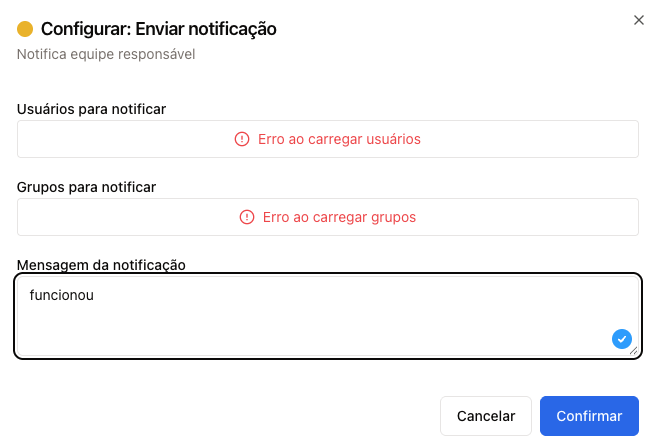 Configurar: Enviar notificação
Notifica equipe responsável
Usuários para notificar
Erro ao carregar usuários
Grupos para notificar
Erro ao carregar grupos
Mensagem da notificação
funcionou
Cancelar
Confirmar